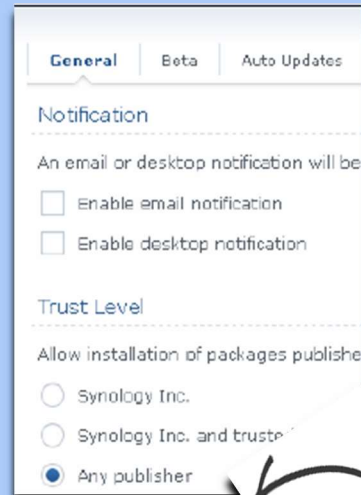 General Beta Auto Updates
Notification
An email or desktop notification will be
Enable email notification
Enable desktop notification
Trust Level
Allow installation of packages publishe
Synology Inc.
Synology Inc. and truste
Any publisher